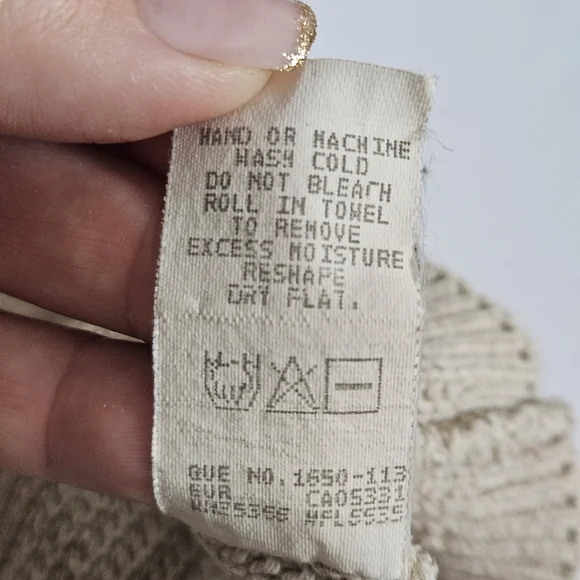 HAND OR MACHINE
WASH COLD
DO NOT BLEACH
ROLL IN TOWEL
TO REMOVE
EXCESS MOISTURE
RESHAPE
DRY FLAT.
QUE NO. 1650-113
CA05331